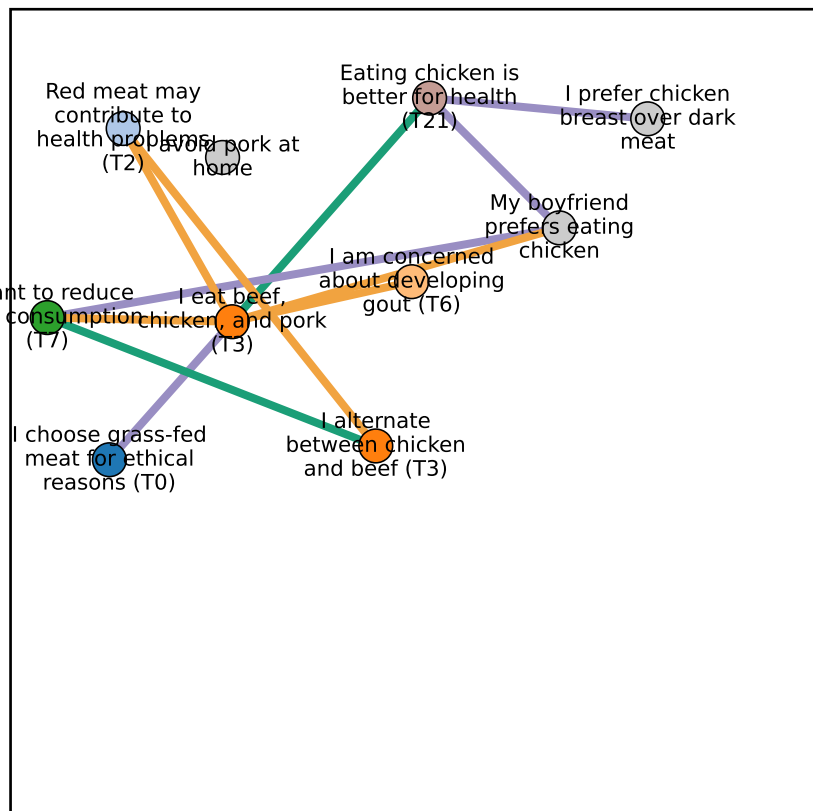 Eating chicken is
better for health
(T21)
Red meat may
contribute to
health problems
(T2)
I prefer chicken
breast over dark
meat
avoid pork at
home
My boyfriend
prefers eating
chicken
I am concerned
about developing
gout (T6)
ant to reduce
consumption
(T7)
I eat beef,
chicken, and pork
(T3)
I alternate
between chicken
and beef (T3)
I choose grass-fed
meat for ethical
reasons (T0)